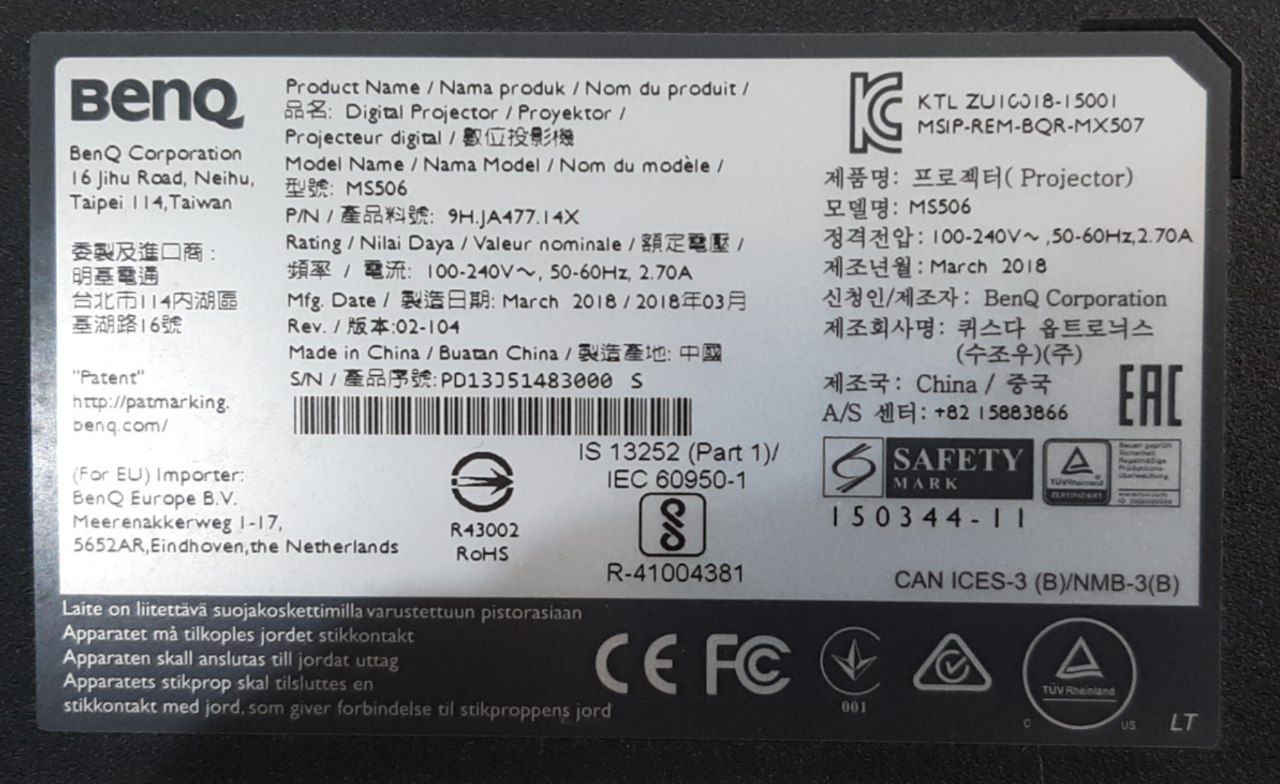 BenQ
BenQ Corporation
16 Jihu Road, Neihu,
Taipei 114,Taiwan
委製及進口商 :
明基電通
台北市114內湖區
基湖路16號
"Patent"
http://patmarking.
benq.com/
(For EU) Importer:
BenQ Europe B.V.
Meerenakkerweg 1-17,
5652AR,Eindhoven,the Netherlands
Product Name / Nama produk / Nom du produit /
品名: Digital Projector / Proyektor /
Projecteur digital / 數位投影機
Model Name / Nama Model / Nom du modèle /
型號: MS506
P/N / 產品料號: 9H.JA477.14X
Rating / Nilai Daya / Valeur nominale / 額定電壓 /
頻率 / 電流: 100-240V～, 50-60Hz, 2.70A
Mfg. Date / 製造日期: March 2018 / 2018年03月
Rev. / 版本:02-104
Made in China / Buatan China / 製造產地: 中國
S/N / 產品序號:PD13J51483000 S
R43002
RoHS
IS 13252 (Part 1)/
IEC 60950-1
R-41004381
KTL ZU10018-15001
MSIP-REM-BQR-MX507
제품명: 프로젝터( Projector)
모델명: MS506
정격전압: 100-240V～ ,50-60Hz,2.70A
제조년월: March 2018
신청인/제조자: BenQ Corporation
제조회사명: 퀴스다 옵트로닉스
(수조우)(주)
제조국: China / 중국
A/S 센터: +82 15883866
EAC
SAFETY
MARK
150344-11
TÜVRheinland
ZERTIFIZIERT
Bauart geprüft
Sicherheit
Regelmäßige
Produktions-
überwachung
CAN ICES-3 (B)/NMB-3(B)
Laite on liitettävä suojakoskettimilla varustettuun pistorasiaan
Apparatet må tilkoples jordet stikkontakt
Apparaten skall anslutas till jordat uttag
Apparatets stikprop skal tilsluttes en
stikkontakt med jord, som giver forbindelse til stikproppens jord
CE FC
001
TÜV Rheinland
C US
LT